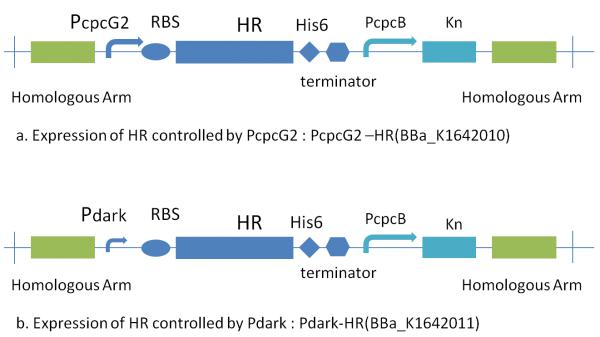 PcpcG2 RBS HR His6 PcpcB Kn
terminator
Homologous Arm Homologous Arm
a. Expression of HR controlled by PcpcG2 : PcpcG2 –HR(BBa_K1642010)
Pdark RBS HR His6 PcpcB Kn
terminator
Homologous Arm Homologous Arm
b. Expression of HR controlled by Pdark : Pdark-HR(BBa_K1642011)